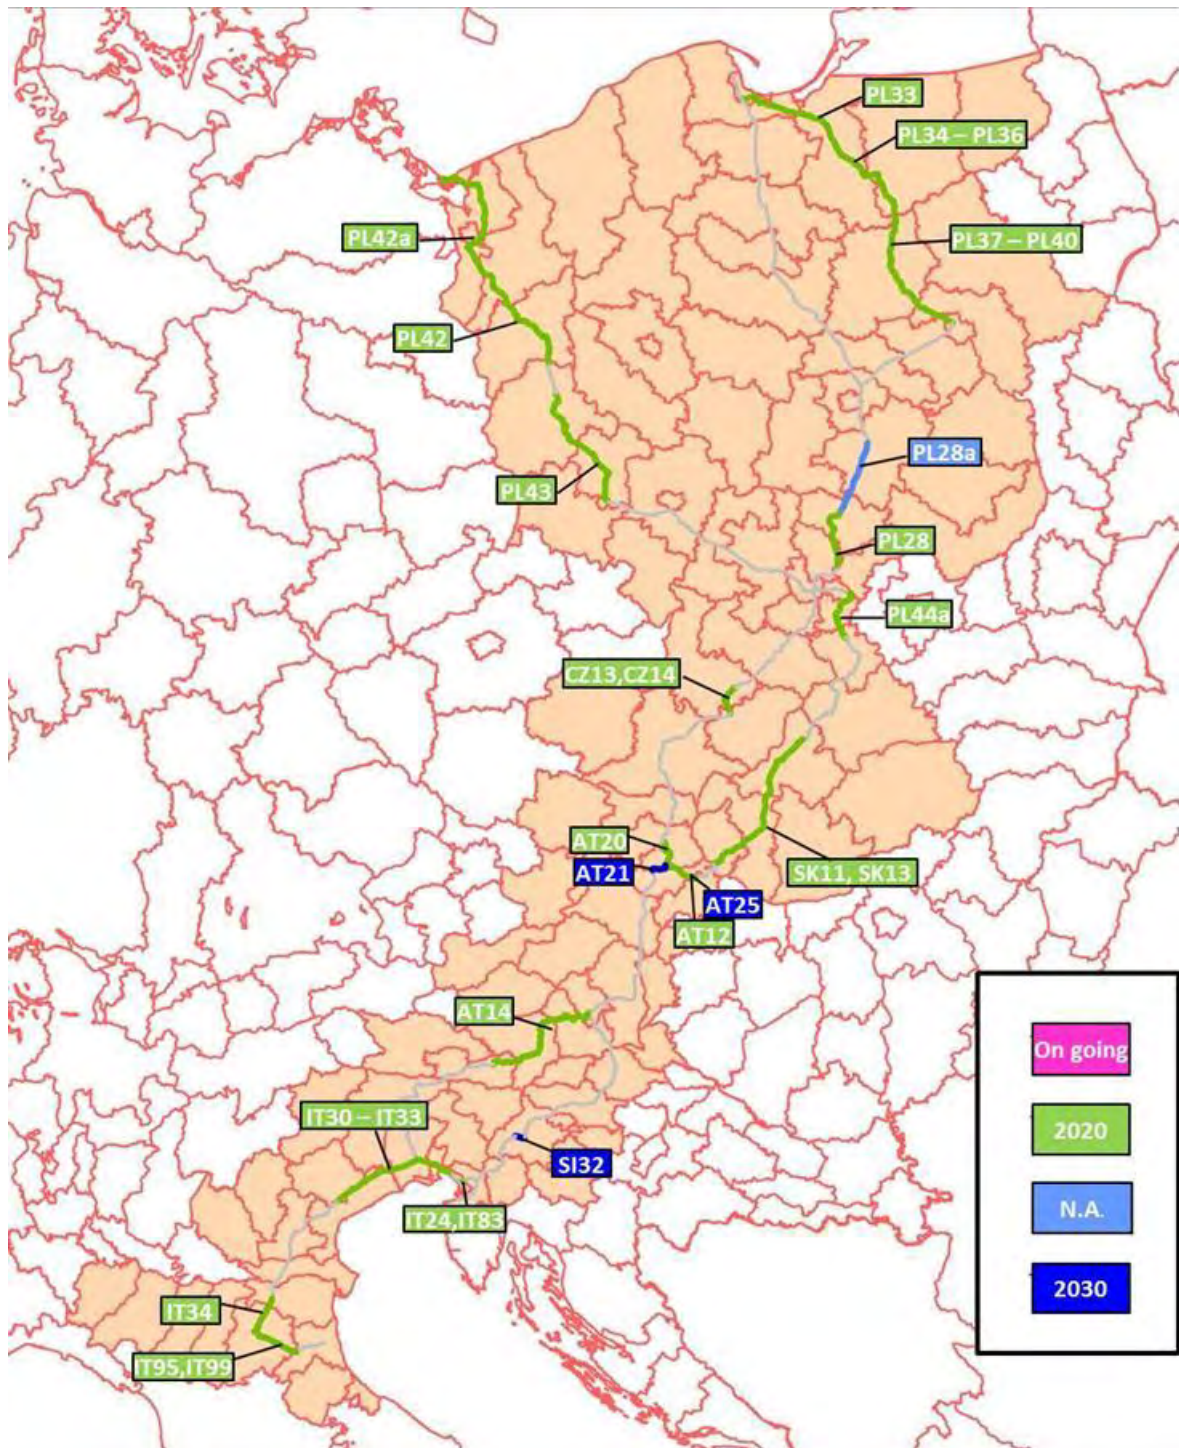 PL33
PL34 – PL36
PL42a
PL37 – PL40
PL42
PL28a
PL43
PL28
PL44a
CZ13,CZ14
AT20
AT21
SK11, SK13
AT25
AT12
AT14
On going
IT30 – IT33
2020
SI32
IT24,IT83
N.A.
2030
IT34
IT95,IT99